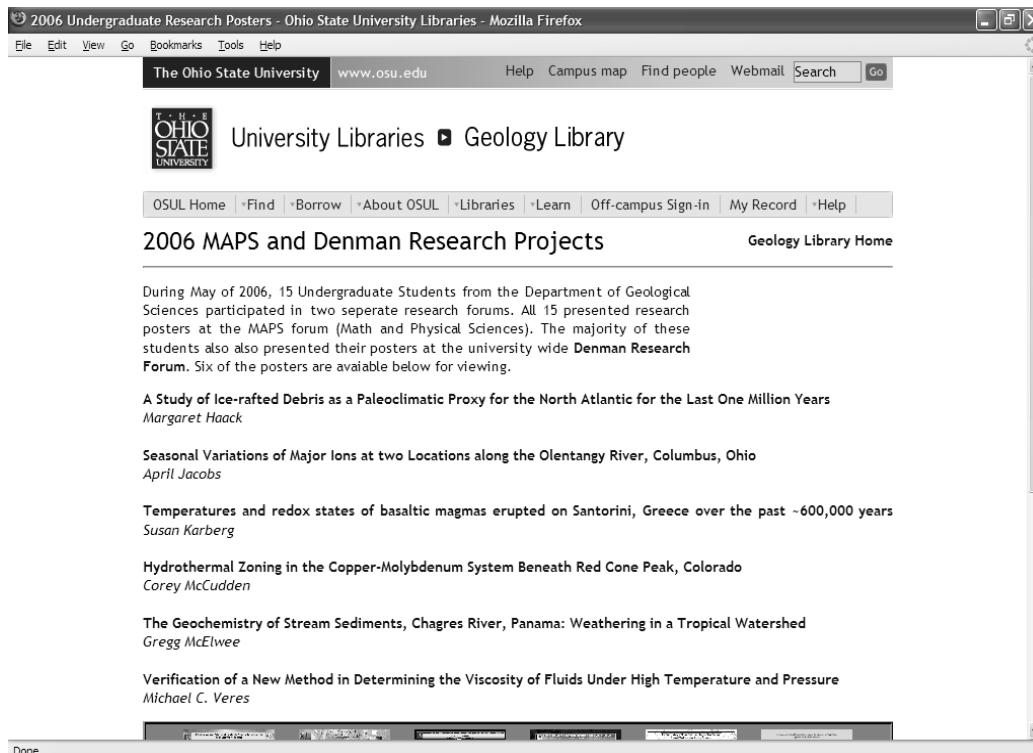 2006 Undergraduate Research Posters - Ohio State University Libraries - Mozilla Firefox
File Edit View Go Bookmarks Tools Help
The Ohio State University www.osu.edu Help Campus map Find people Webmail Search Go
T · H · E
OHIO
STATE
UNIVERSITY
University Libraries Geology Library
OSUL Home Find Borrow About OSUL Libraries Learn Off-campus Sign-in My Record Help
2006 MAPS and Denman Research Projects Geology Library Home
During May of 2006, 15 Undergraduate Students from the Department of Geological
Sciences participated in two seperate research forums. All 15 presented research
posters at the MAPS forum (Math and Physical Sciences). The majority of these
students also also presented their posters at the university wide Denman Research
Forum. Six of the posters are avaiable below for viewing.
A Study of Ice-rafted Debris as a Paleoclimatic Proxy for the North Atlantic for the Last One Million Years
Margaret Haack
Seasonal Variations of Major Ions at two Locations along the Olentangy River, Columbus, Ohio
April Jacobs
Temperatures and redox states of basaltic magmas erupted on Santorini, Greece over the past ~600,000 years
Susan Karberg
Hydrothermal Zoning in the Copper-Molybdenum System Beneath Red Cone Peak, Colorado
Corey McCudden
The Geochemistry of Stream Sediments, Chagres River, Panama: Weathering in a Tropical Watershed
Gregg McElwee
Verification of a New Method in Determining the Viscosity of Fluids Under High Temperature and Pressure
Michael C. Veres
Done